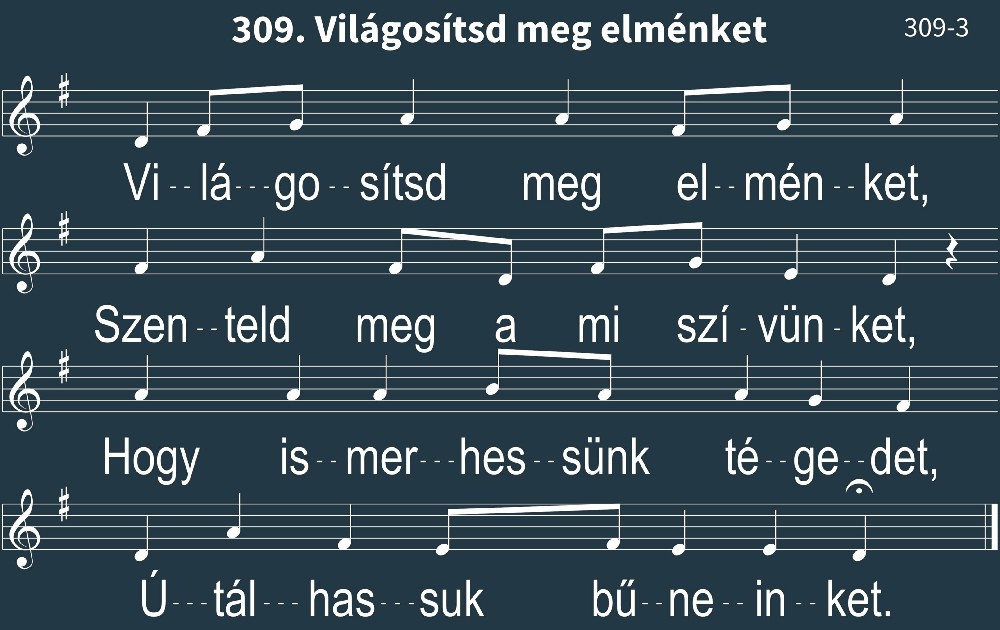 309. Világosítsd meg elménket
309-3
Vi--lá---go--sítsd meg el--mén--ket,
Szen--teld meg a mi szí-vün-ket,
Hogy is--mer---hes--sünk té--ge--det,
Ú---tál---has---suk bű--ne--in--ket.